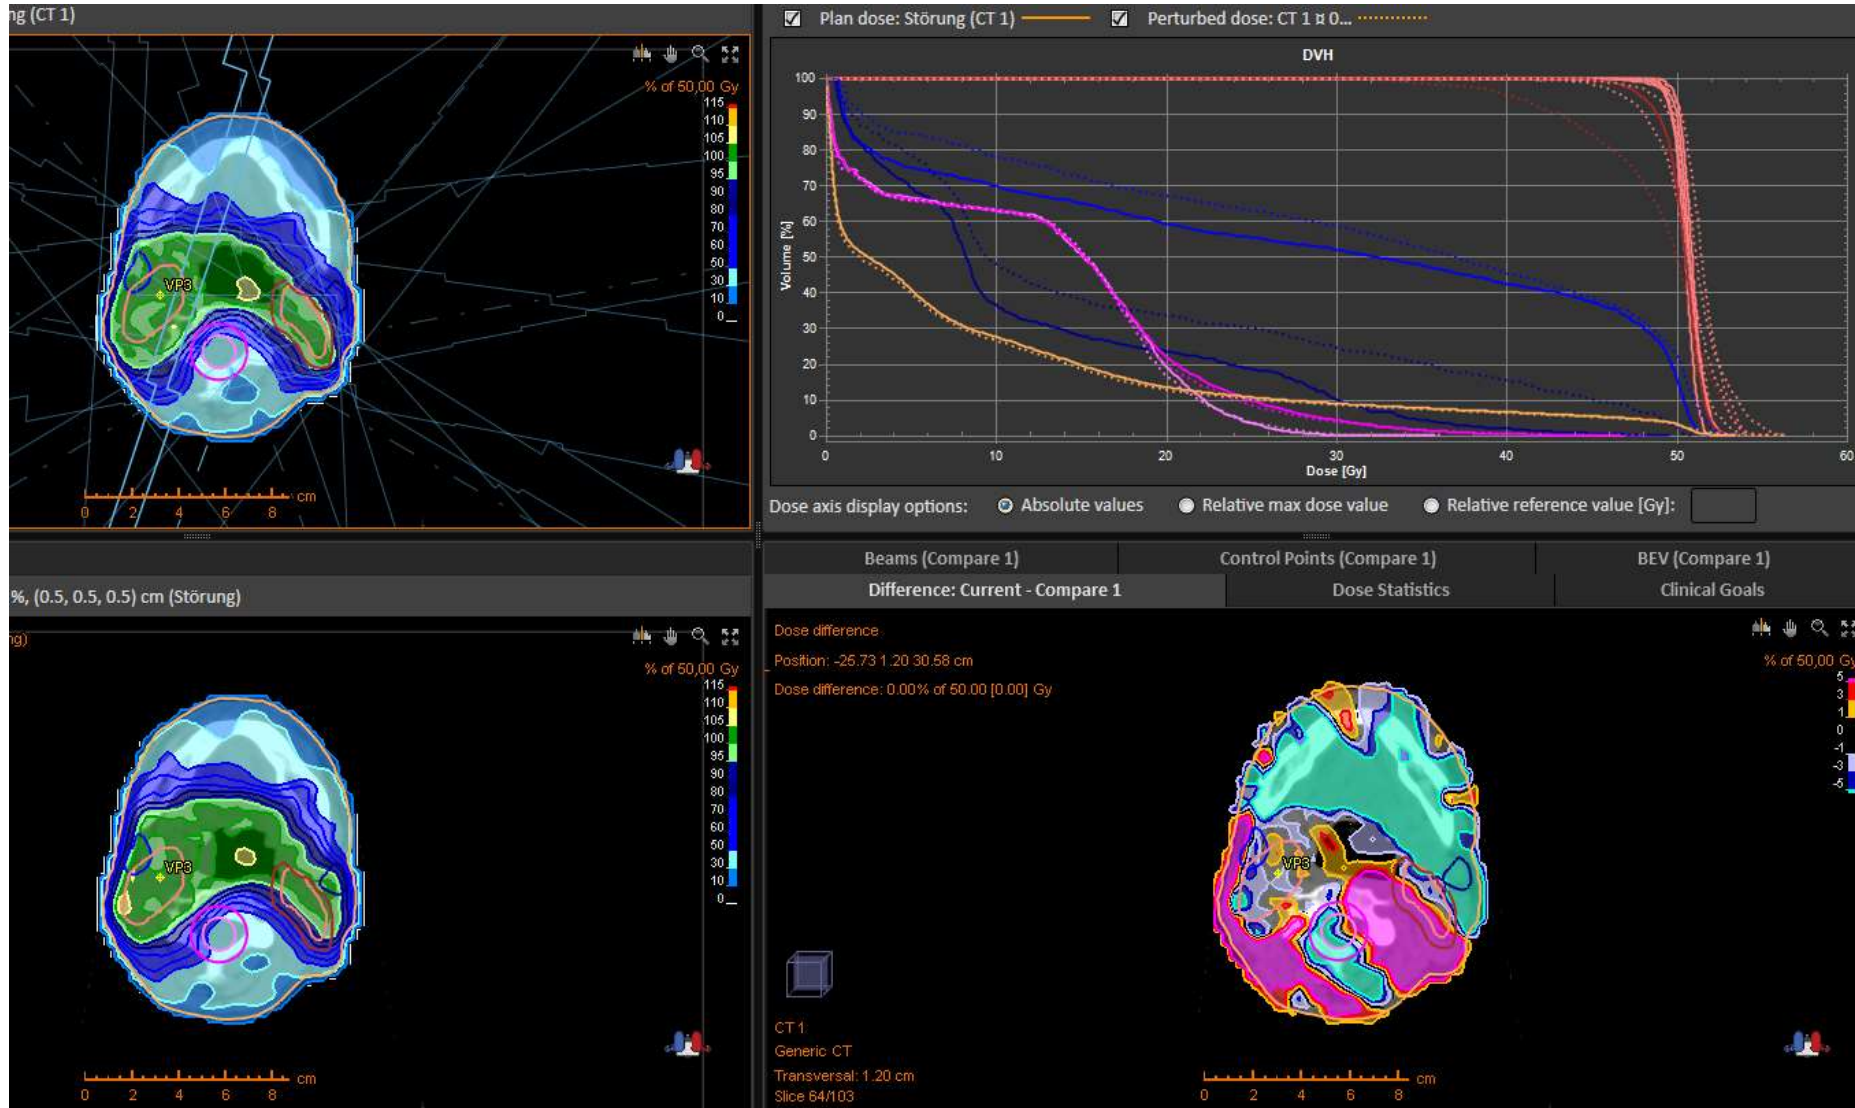 ng (CT 1)
% of 50,00 Gy
115
110
105
100
95
90
80
70
60
50
30
10
0
VP3
cm
0 2 4 6 8
Plan dose: Störung (CT 1)
Perturbed dose: CT 1 ¤ 0...
DVH
Volume [%]
100
90
80
70
60
50
40
30
20
10
0
0 10 20 30 40 50 60
Dose [Gy]
Dose axis display options: Absolute values Relative max dose value Relative reference value [Gy]:
%, (0.5, 0.5, 0.5) cm (Störung)
ng)
% of 50,00 Gy
115
110
105
100
95
90
80
70
60
50
30
10
0
VP3
cm
0 2 4 6 8
Beams (Compare 1) Control Points (Compare 1) BEV (Compare 1)
Difference: Current - Compare 1 Dose Statistics Clinical Goals
Dose difference
Position: -25.73 1.20 30.58 cm
Dose difference: 0.00% of 50.00 [0.00] Gy
% of 50,00 Gy
5
3
1
0
-1
-3
-5
VP3
CT 1
Generic CT
Transversal: 1.20 cm
Slice 64/103
cm
0 2 4 6 8